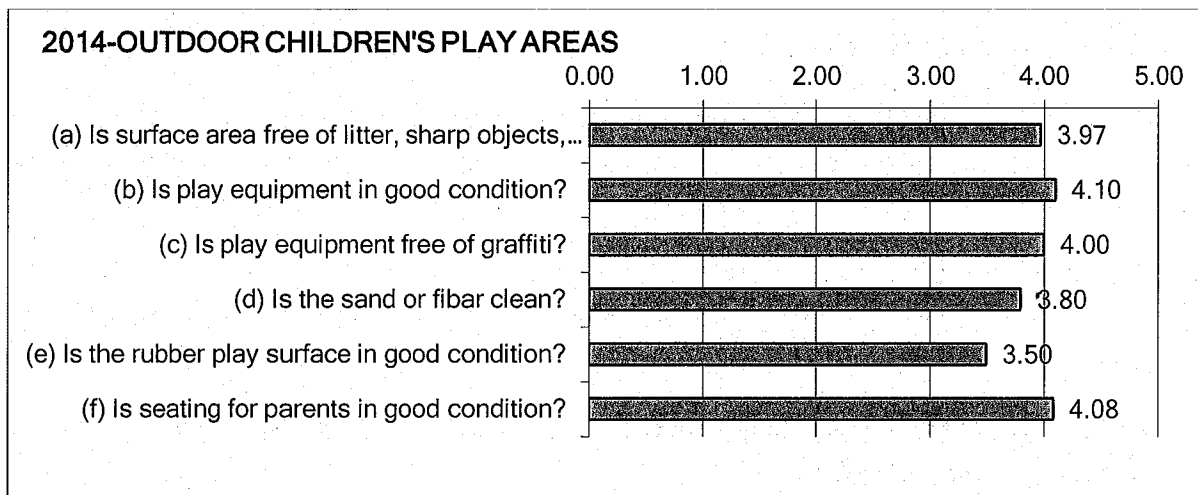 2014-OUTDOOR CHILDREN'S PLAY AREAS
0.00 1.00 2.00 3.00 4.00 5.00
(a) Is surface area free of litter, sharp objects,... 3.97
(b) Is play equipment in good condition? 4.10
(c) Is play equipment free of graffiti? 4.00
(d) Is the sand or fibar clean? 3.80
(e) Is the rubber play surface in good condition? 3.50
(f) Is seating for parents in good condition? 4.08